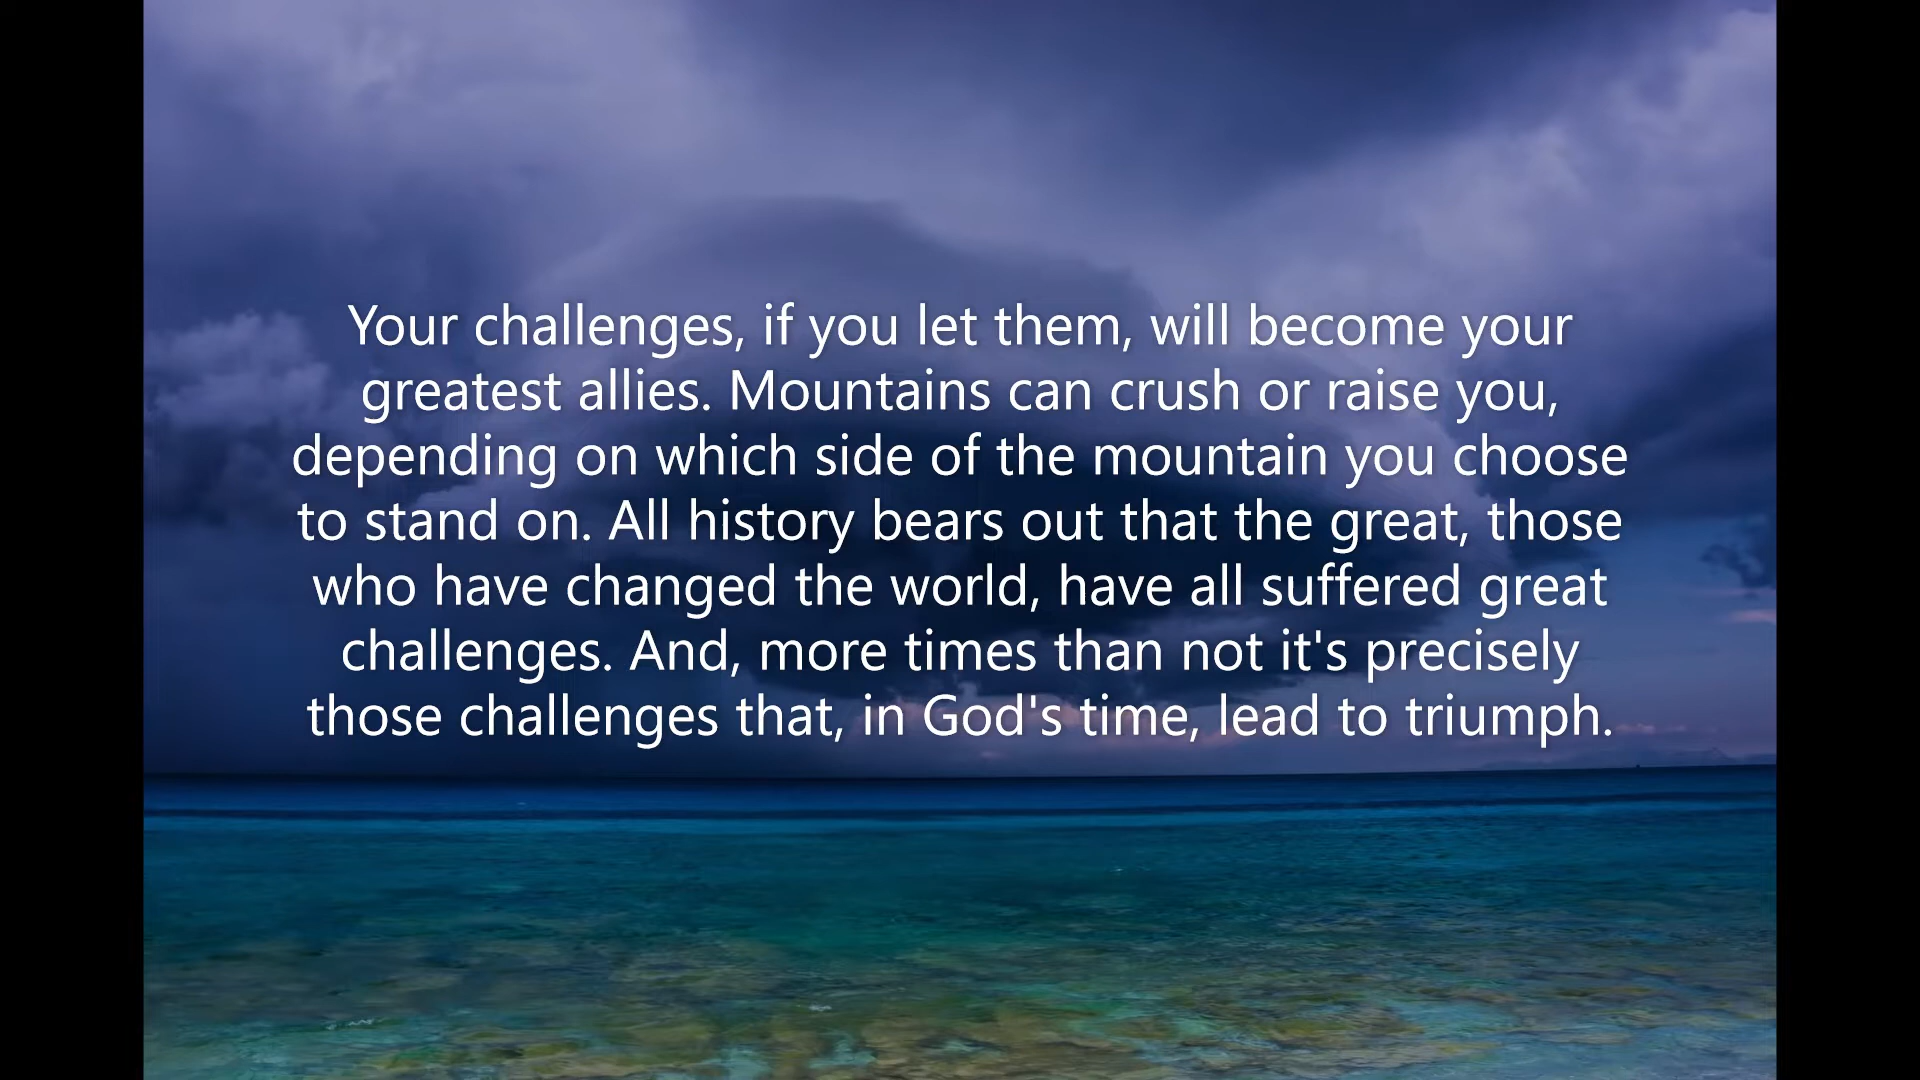 Your challenges, if you let them, will become your
greatest allies. Mountains can crush or raise you,
depending on which side of the mountain you choose
to stand on. All history bears out that the great, those
who have changed the world, have all suffered great
challenges. And, more times than not it's precisely
those challenges that, in God's time, lead to triumph.